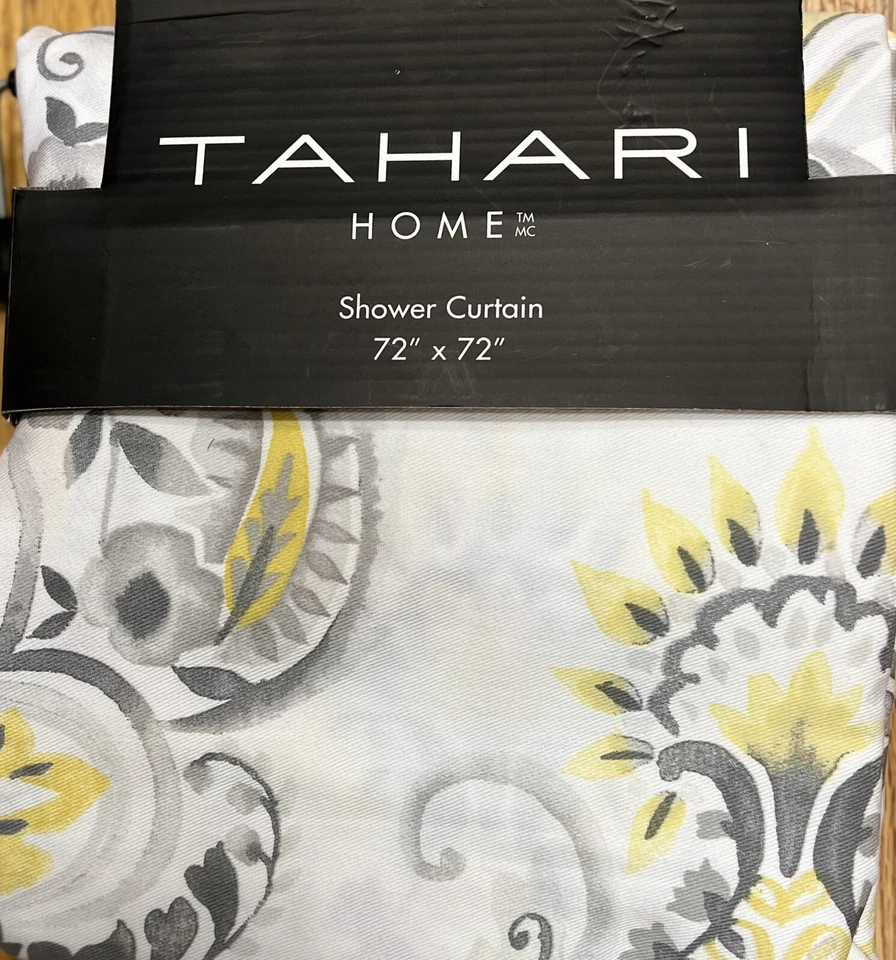 TAHARI
HOME™ MC
Shower Curtain
72” x 72”